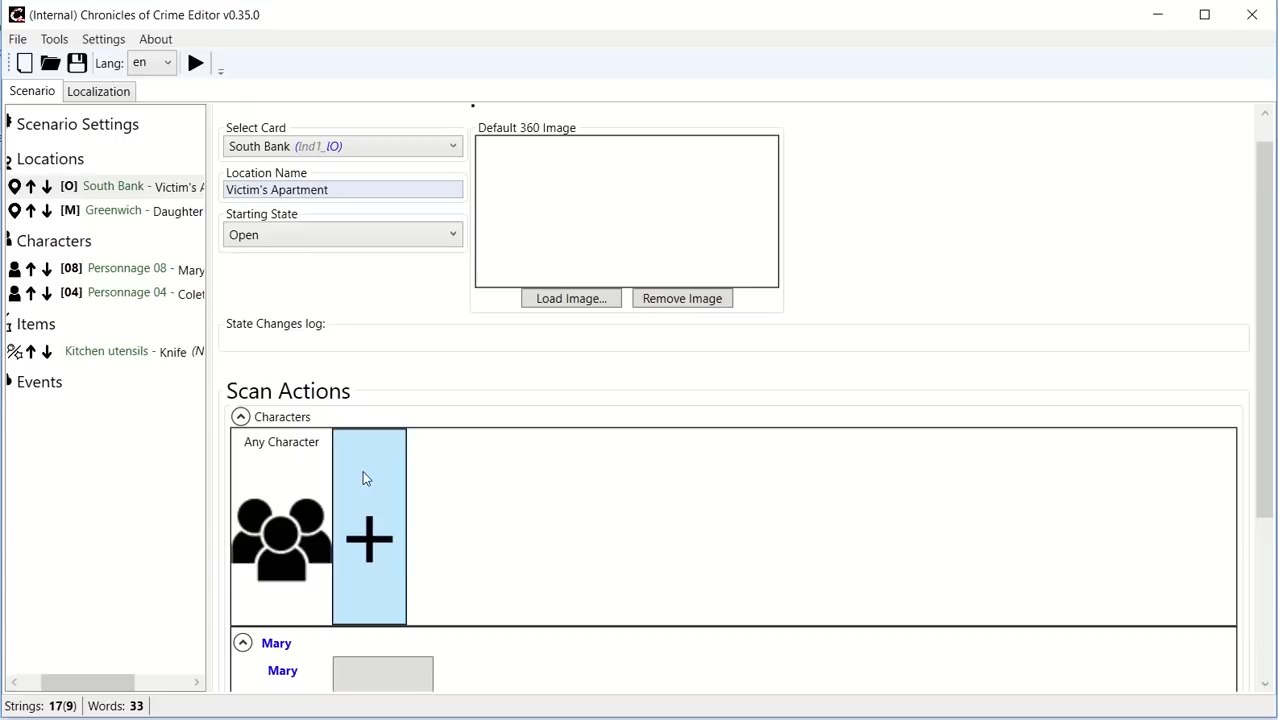 (Internal) Chronicles of Crime Editor v0.35.0
File Tools Settings About
Lang: en
Scenario Localization
Scenario Settings
Locations
[O] South Bank - Victim's A
[M] Greenwich - Daughter
Characters
[08] Personnage 08 - Mary
[04] Personnage 04 - Colet
Items
Kitchen utensils - Knife (N
Events
Select Card
South Bank (Ind1_lO)
Location Name
Victim's Apartment
Starting State
Open
Default 360 Image
Load Image... Remove Image
State Changes log:
Scan Actions
Characters
Any Character
Mary
Mary
Strings: 17(9) Words: 33